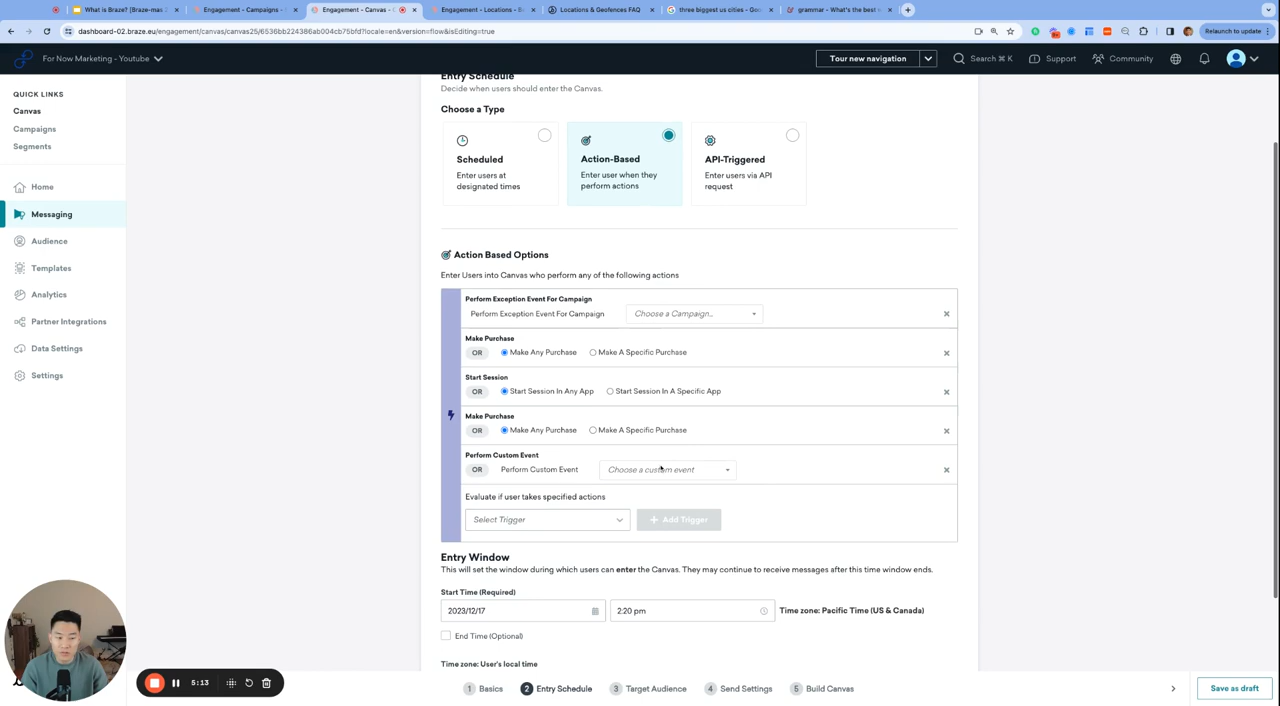 What is Braze? [Braze-mas 2
Engagement - Campaigns -
Engagement - Canvas -
Engagement - Locations - B
Locations & Geofences FAQ
three biggest us cities - Goo
grammar - What's the best w
dashboard-02.braze.eu/engagement/canvas/canvas25/6536bb224386ab004cb75bfd?locale=en&version=flow&isEditing=true
Relaunch to update
For Now Marketing - Youtube
Tour new navigation
Search ⌘ K
Support
Community
QUICK LINKS
Canvas
Campaigns
Segments
Home
Messaging
Audience
Templates
Analytics
Partner Integrations
Data Settings
Settings
Entry Schedule
Decide when users should enter the Canvas.
Choose a Type
Scheduled
Enter users at
designated times
Action-Based
Enter user when they
perform actions
API-Triggered
Enter users via API
request
Action Based Options
Enter Users into Canvas who perform any of the following actions
Perform Exception Event For Campaign
Perform Exception Event For Campaign Choose a Campaign...
Make Purchase
OR Make Any Purchase Make A Specific Purchase
Start Session
OR Start Session In Any App Start Session In A Specific App
Make Purchase
OR Make Any Purchase Make A Specific Purchase
Perform Custom Event
OR Perform Custom Event Choose a custom event
Evaluate if user takes specified actions
Select Trigger + Add Trigger
Entry Window
This will set the window during which users can enter the Canvas. They may continue to receive messages after this time window ends.
Start Time (Required)
2023/12/17 2:20 pm Time zone: Pacific Time (US & Canada)
End Time (Optional)
Time zone: User's local time
5:13
1 Basics 2 Entry Schedule 3 Target Audience 4 Send Settings 5 Build Canvas
Save as draft